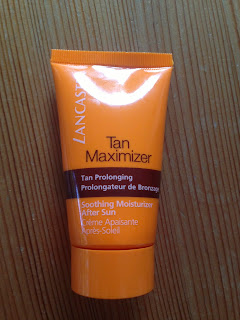 LANCAST
Tan
Maximizer
Tan Prolonging
Prolongateur de Bronzage
Soothing Moisturizer
After Sun
Crème Apaisante
Après-Soleil